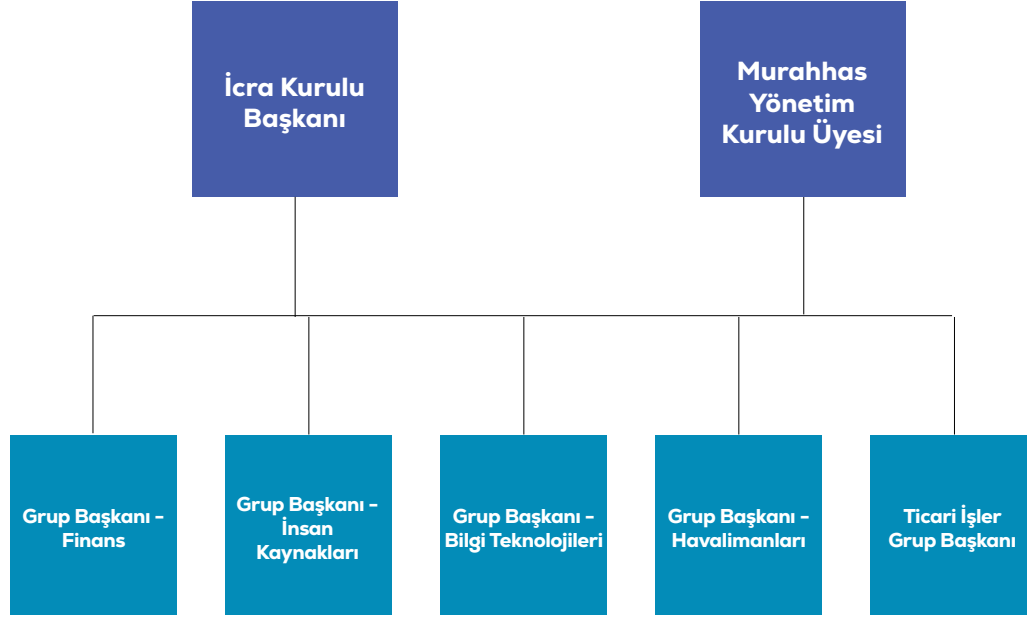 İcra Kurulu
Başkanı
Murahhas
Yönetim
Kurulu Üyesi
Grup Başkanı -
Finans
Grup Başkanı -
İnsan
Kaynakları
Grup Başkanı -
Bilgi Teknolojileri
Grup Başkanı -
Havalimanları
Ticari İşler
Grup Başkanı